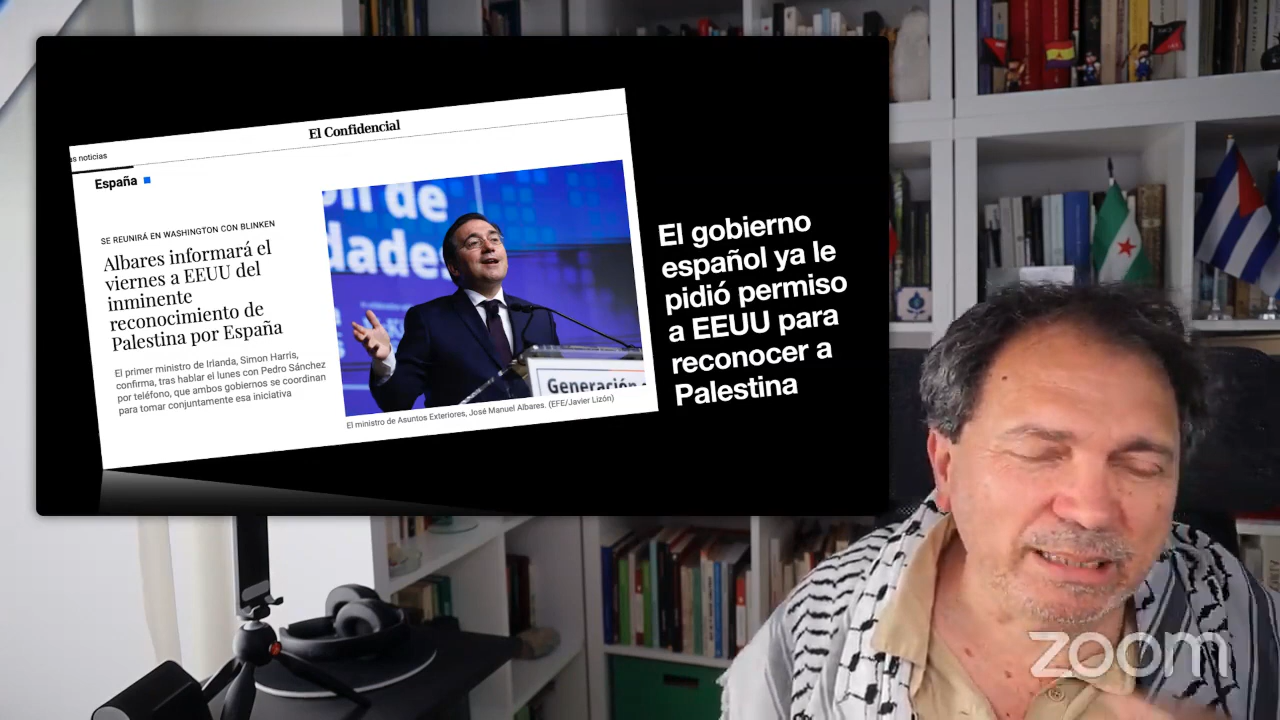 El Confidencial
as noticias
España
SE REUNIRÁ EN WASHINGTON CON BLINKEN
Albares informará el
viernes a EEUU del
inminente
reconocimiento de
Palestina por España
El primer ministro de Irlanda, Simon Harris,
confirma, tras hablar el lunes con Pedro Sánchez
por teléfono, que ambos gobiernos se coordinan
para tomar conjuntamente esa iniciativa
ón de
dades
Generación
El ministro de Asuntos Exteriores, José Manuel Albares. (EFE/Javier Lizón)
El gobierno
español ya le
pidió permiso
a EEUU para
reconocer a
Palestina
zoom